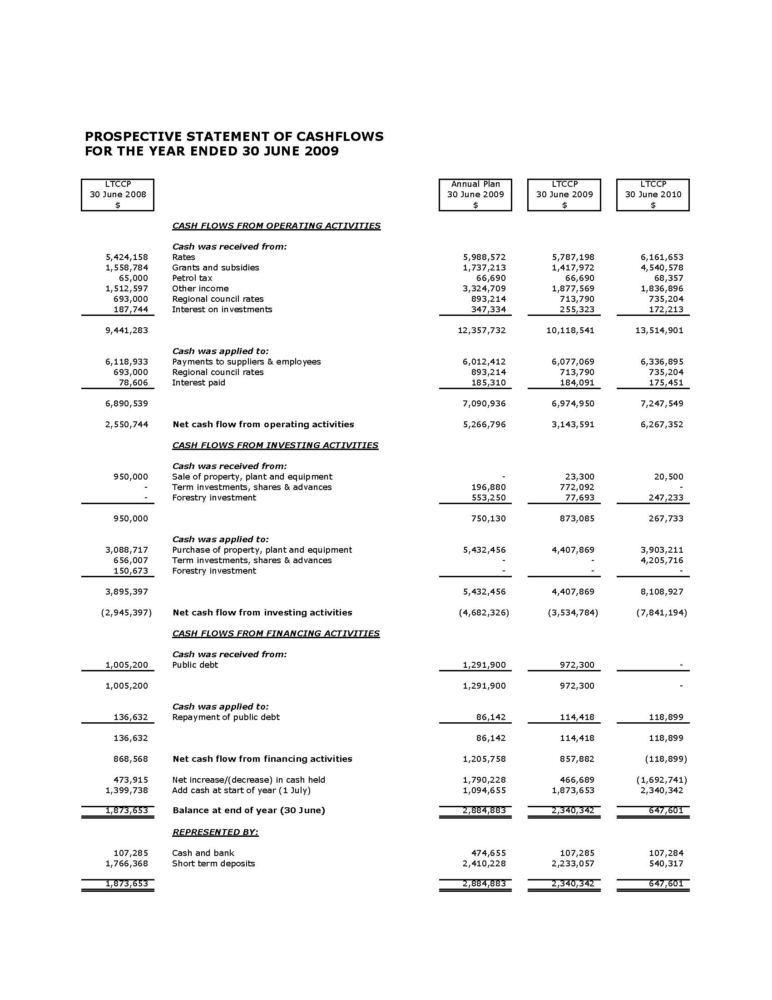 PROSPECTIVE STATEMENT OF CASHFLOWS
FOR THE YEAR ENDED 30 JUNE 2009
LTCCP Annual Plan LTCCP LTCCP
30 June 2008 30 June 2009 30 June 2009 30 June 2010
$ $ $ $
CASH FLOWS FROM OPERATING ACTIVITIES
Cash was received from:
5,424,158 Rates 5,988,572 5,787,198 6,161,653
1,558,784 Grants and subsidies 1,737,213 1,417,972 4,540,578
65,000 Petrol tax 66,690 66,690 68,357
1,512,597 Other income 3,324,709 1,877,569 1,836,896
693,000 Regional council rates 893,214 713,790 735,204
187,744 Interest on investments 347,334 255,323 172,213
9,441,283 12,357,732 10,118,541 13,514,901
Cash was applied to:
6,118,933 Payments to suppliers & employees 6,012,412 6,077,069 6,336,895
693,000 Regional council rates 893,214 713,790 735,204
78,606 Interest paid 185,310 184,091 175,451
6,890,539 7,090,936 6,974,950 7,247,549
2,550,744 Net cash flow from operating activities 5,266,796 3,143,591 6,267,352
CASH FLOWS FROM INVESTING ACTIVITIES
Cash was received from:
950,000 Sale of property, plant and equipment - 23,300 20,500
- Term investments, shares & advances 196,880 772,092 -
- Forestry investment 553,250 77,693 247,233
950,000 750,130 873,085 267,733
Cash was applied to:
3,088,717 Purchase of property, plant and equipment 5,432,456 4,407,869 3,903,211
656,007 Term investments, shares & advances - - 4,205,716
150,673 Forestry investment - - -
3,895,397 5,432,456 4,407,869 8,108,927
(2,945,397) Net cash flow from investing activities (4,682,326) (3,534,784) (7,841,194)
CASH FLOWS FROM FINANCING ACTIVITIES
Cash was received from:
1,005,200 Public debt 1,291,900 972,300 -
1,005,200 1,291,900 972,300 -
Cash was applied to:
136,632 Repayment of public debt 86,142 114,418 118,899
136,632 86,142 114,418 118,899
868,568 Net cash flow from financing activities 1,205,758 857,882 (118,899)
473,915 Net increase/(decrease) in cash held 1,790,228 466,689 (1,692,741)
1,399,738 Add cash at start of year (1 July) 1,094,655 1,873,653 2,340,342
1,873,653 Balance at end of year (30 June) 2,884,883 2,340,342 647,601
REPRESENTED BY:
107,285 Cash and bank 474,655 107,285 107,284
1,766,368 Short term deposits 2,410,228 2,233,057 540,317
1,873,653 2,884,883 2,340,342 647,601